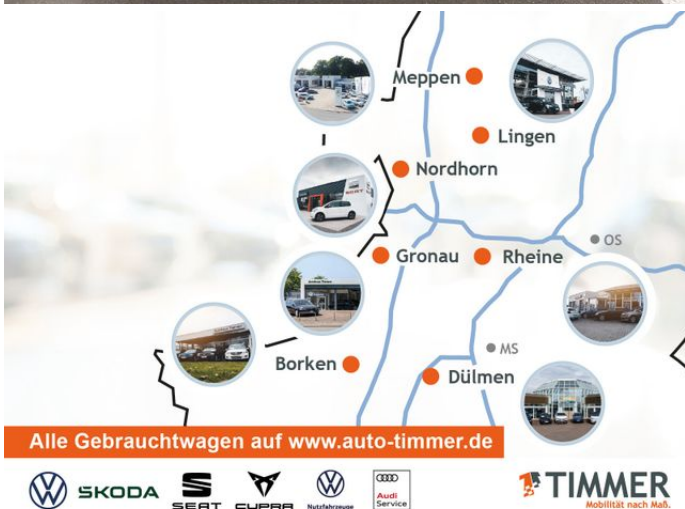 Meppen
Lingen
Nordhorn
OS
Gronau
Rheine
MS
Borken
Dülmen
Alle Gebrauchtwagen auf www.auto-timmer.de
ŠKODA
SEAT
CUPRA
Nutzfahrzeuge
Audi
Service
TIMMER
Mobilität nach Maß.